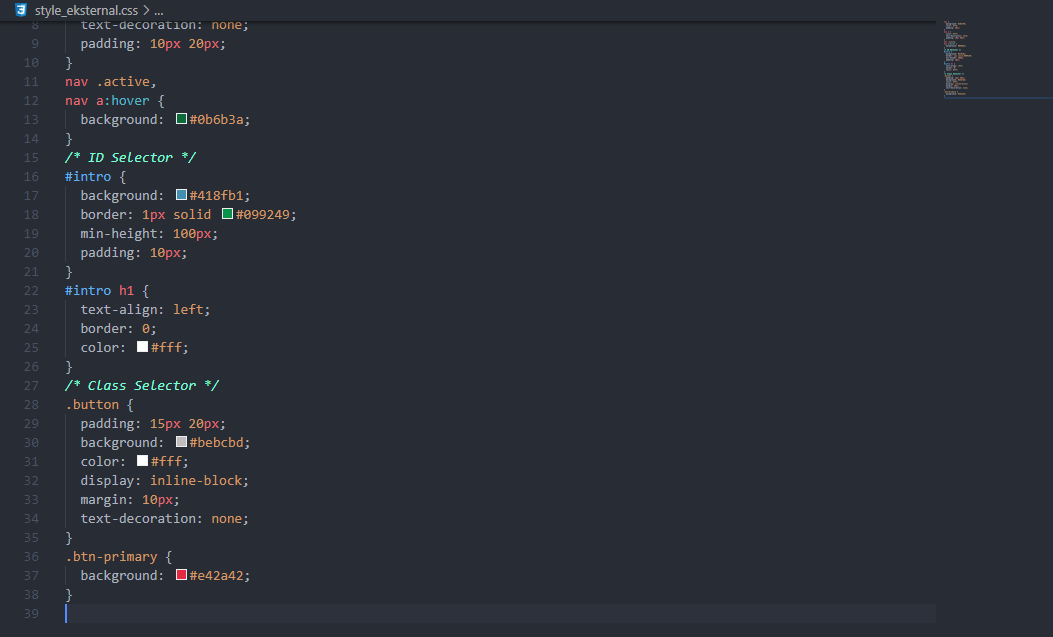 style_eksternal.css > ...
8 text-decoration: none;
9 padding: 10px 20px;
10 }
11 nav .active,
12 nav a:hover {
13 background: #0b6b3a;
14 }
15 /* ID Selector */
16 #intro {
17 background: #418fb1;
18 border: 1px solid #099249;
19 min-height: 100px;
20 padding: 10px;
21 }
22 #intro h1 {
23 text-align: left;
24 border: 0;
25 color: #fff;
26 }
27 /* Class Selector */
28 .button {
29 padding: 15px 20px;
30 background: #bebcbd;
31 color: #fff;
32 display: inline-block;
33 margin: 10px;
34 text-decoration: none;
35 }
36 .btn-primary {
37 background: #e42a42;
38 }
39